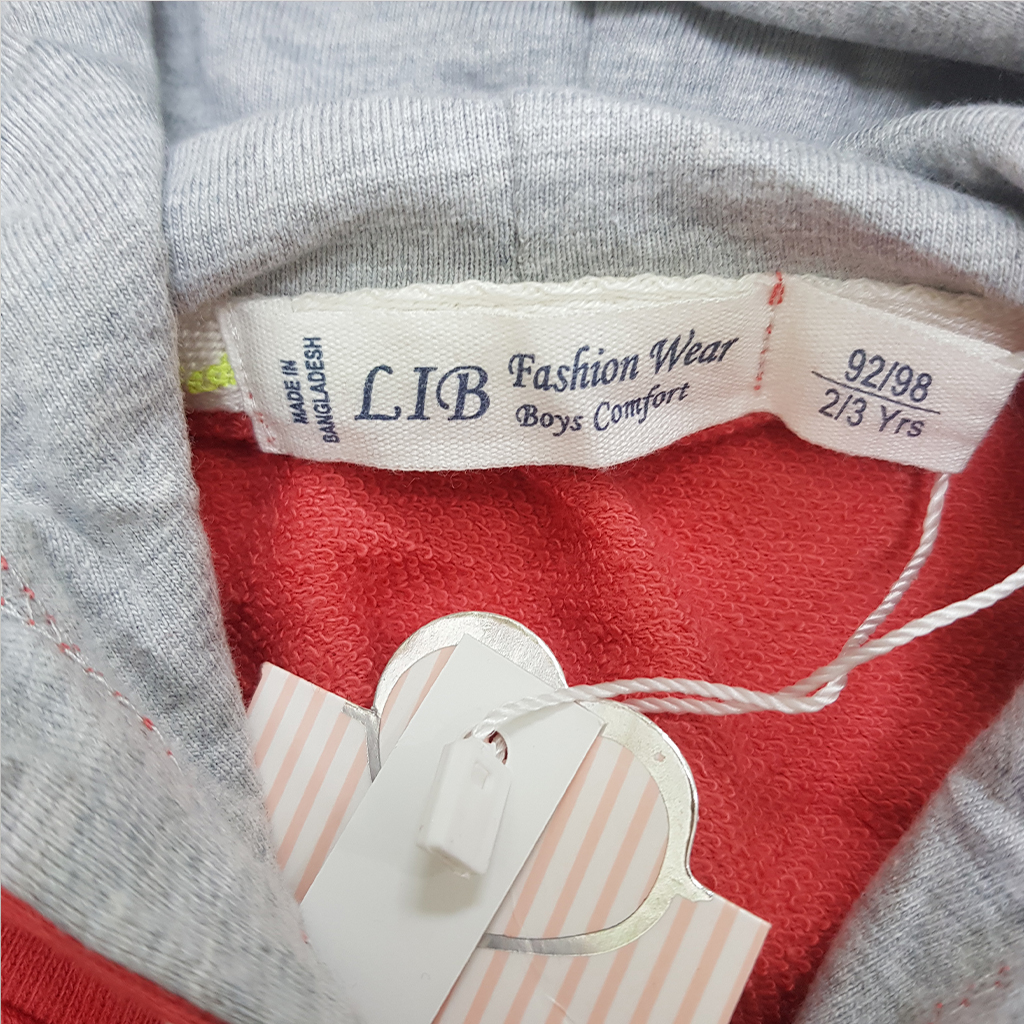 MADE IN
BANGLADESH
LIB
Fashion Wear
Boys Comfort
92/98
2/3 Yrs